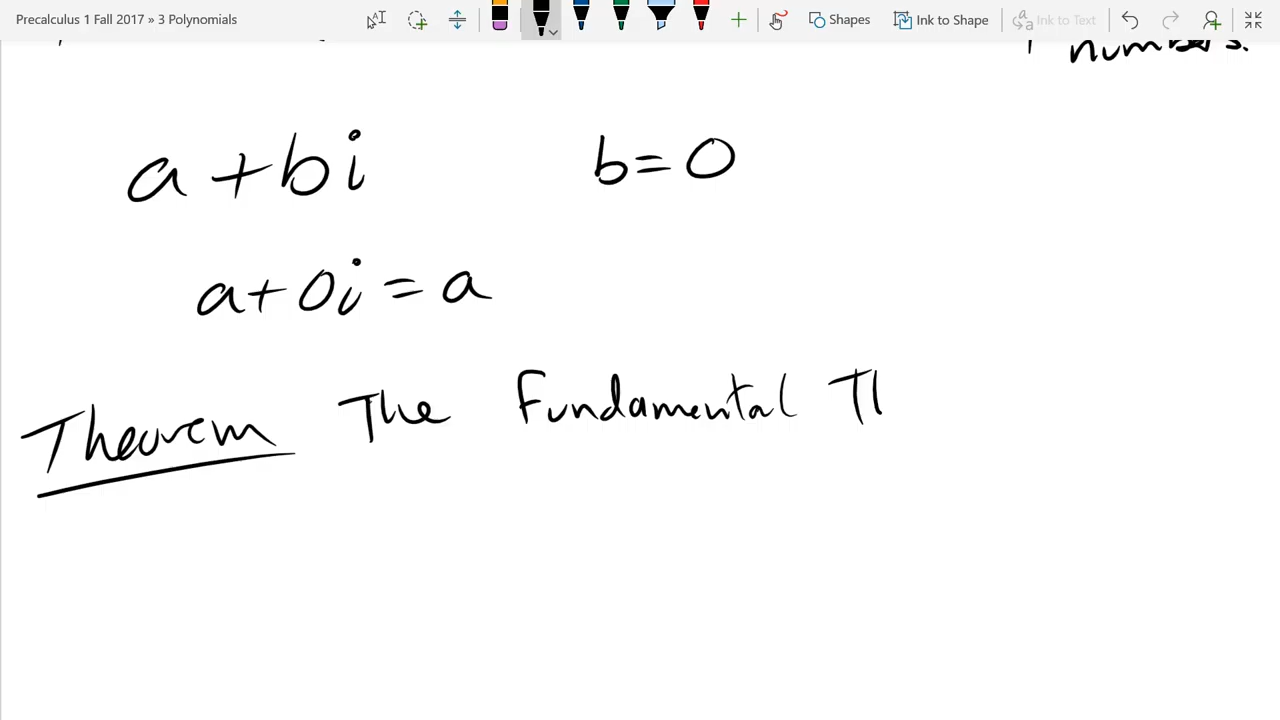 Precalculus 1 Fall 2017 » 3 Polynomials
Shapes
Ink to Shape
Ink to Text
numbers.
a+bi b=0
a+0i=a
Theorem The Fundamental